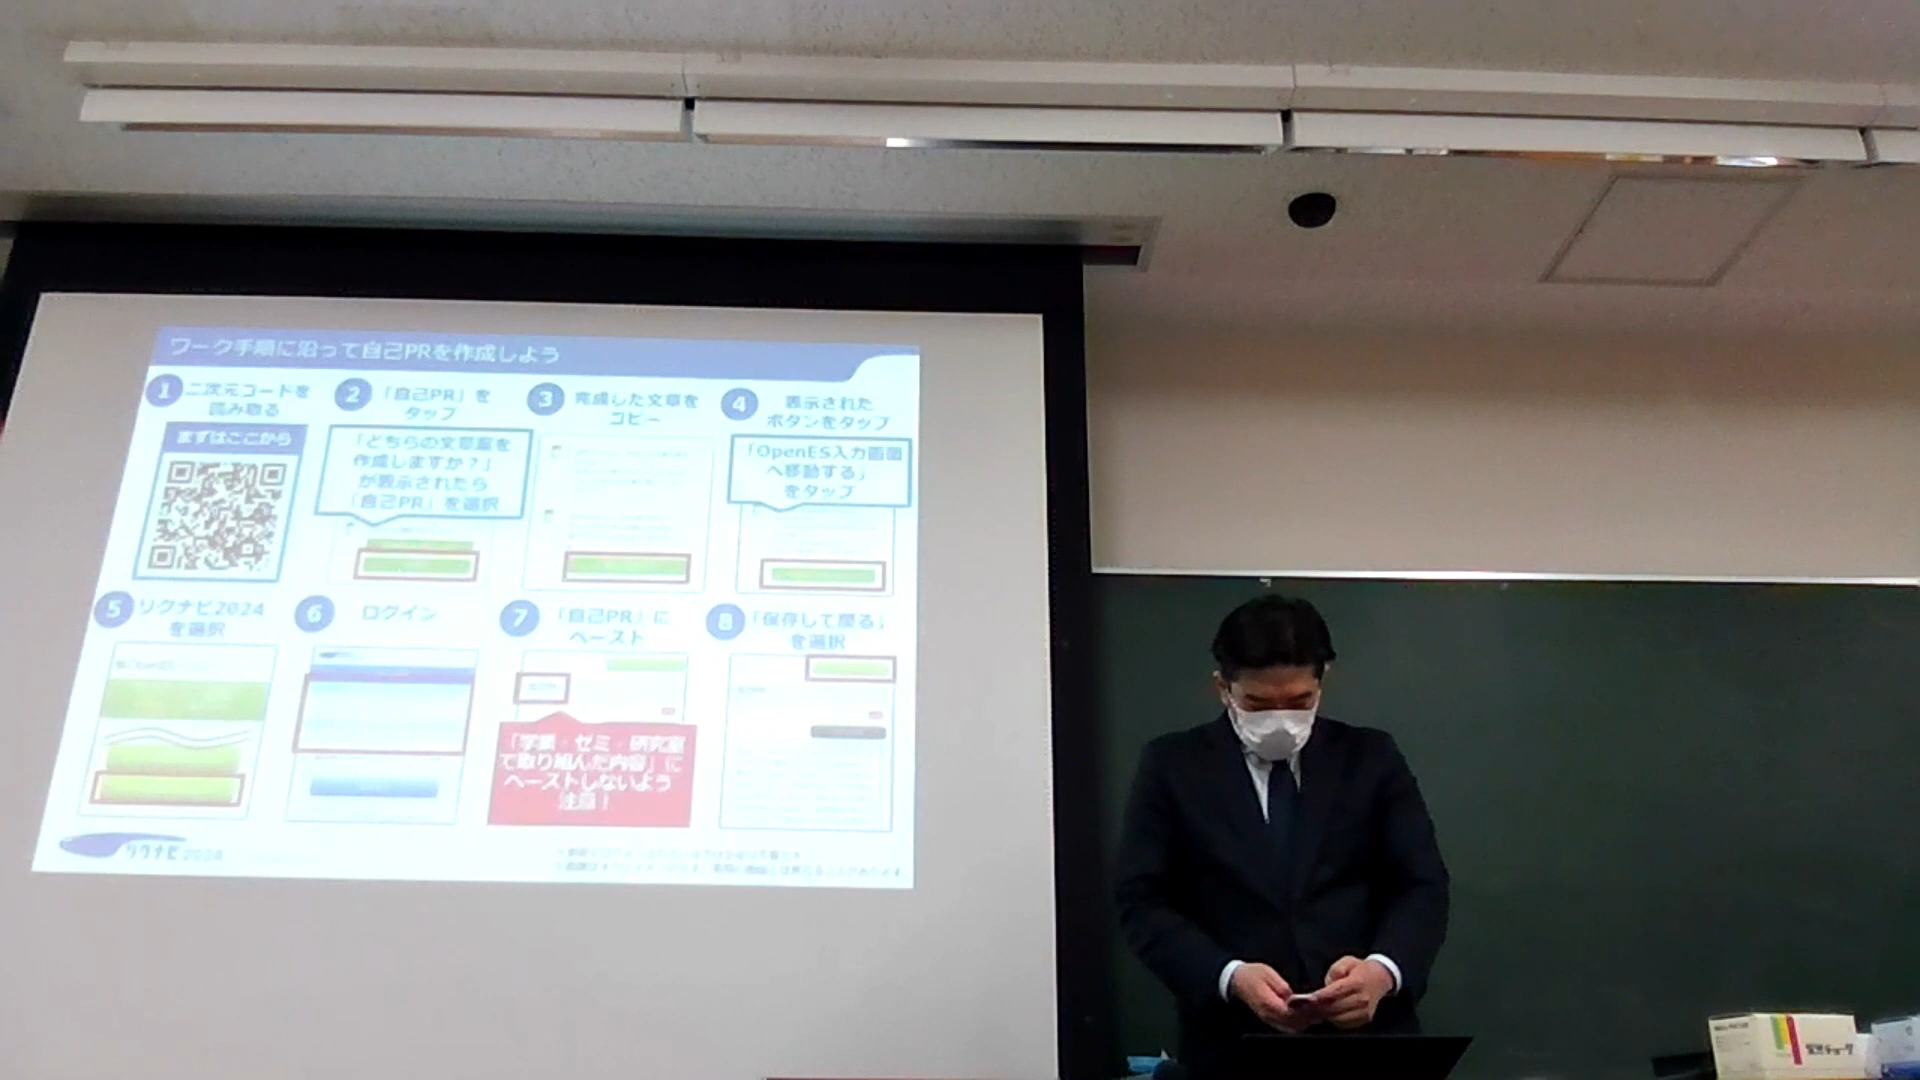 ワーク手順に沿って自己PRを作成しよう
1 二次元コードを
読み取る
まずはここから
2 「自己PR」を
タップ
「どちらの文章案を
作成しますか?」
が表示されたら
「自己PR」を選択
3 完成した文章を
コピー
4 表示された
ボタンをタップ
「OpenES入力画面
へ移動する」
をタップ
5 リクナビ2024
を選択
6 ログイン
7 「自己PR」に
ペースト
「学業・ゼミ・研究室
で取り組んだ内容」に
ペーストしないよう
注意!
8 「保存して戻る」
を選択
リクナビ2024
チョーク